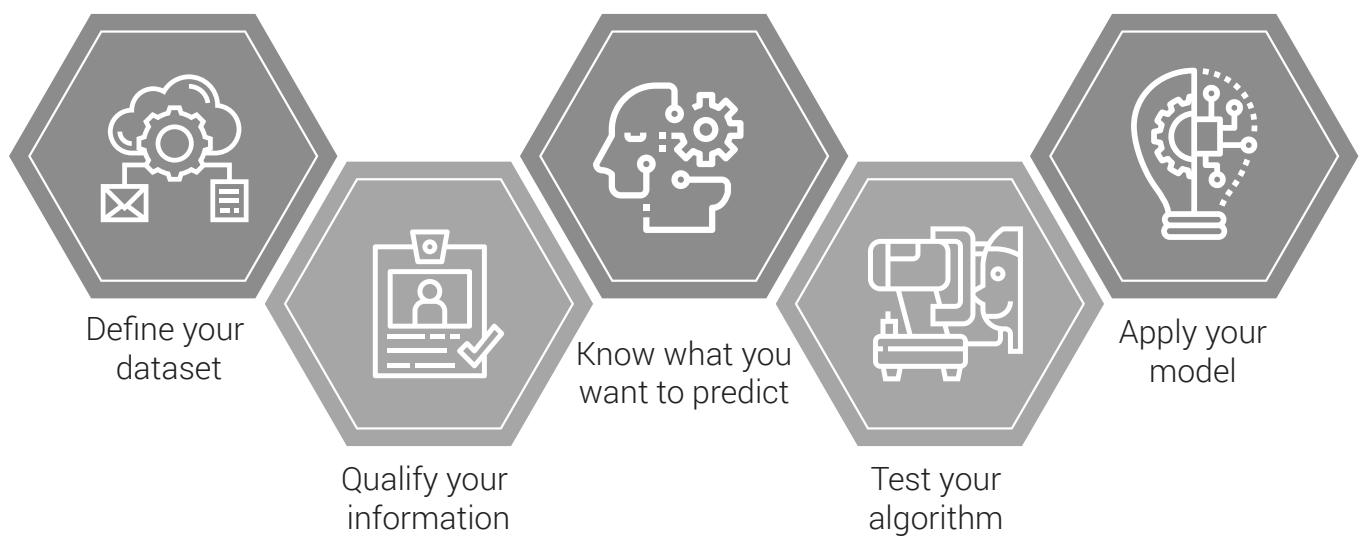 Define your
dataset
Qualify your
information
Know what you
want to predict
Test your
algorithm
Apply your
model